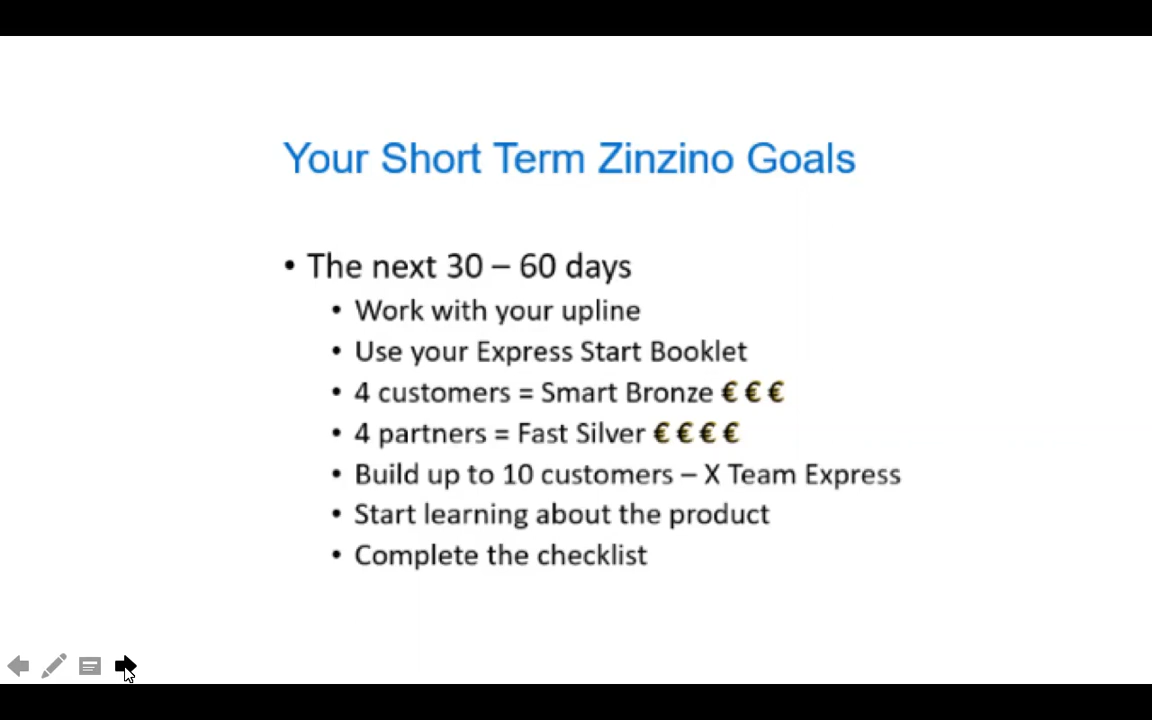 Your Short Term Zinzino Goals
• The next 30 – 60 days
• Work with your upline
• Use your Express Start Booklet
• 4 customers = Smart Bronze € € €
• 4 partners = Fast Silver € € € €
• Build up to 10 customers – X Team Express
• Start learning about the product
• Complete the checklist